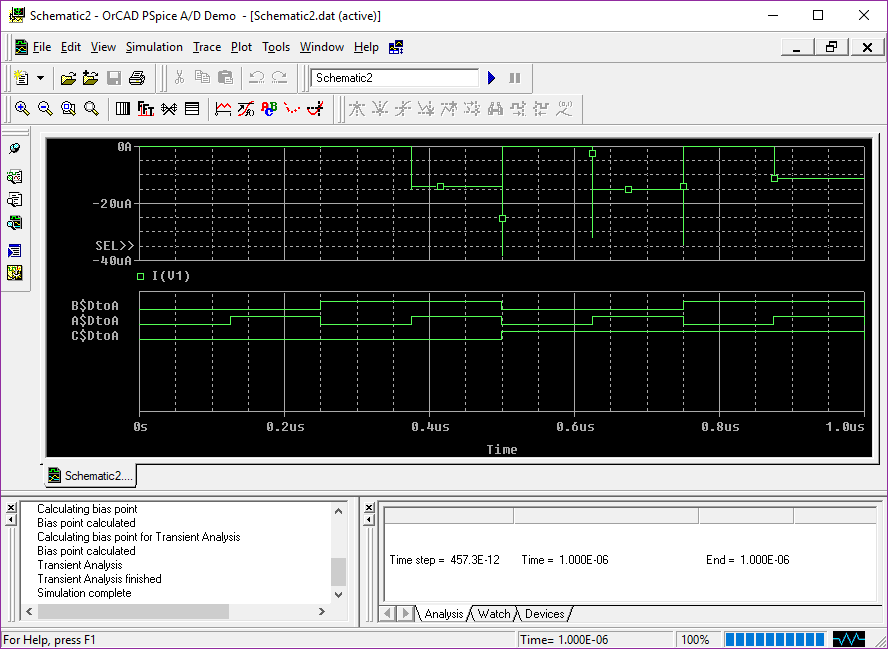 Schematic2 - OrCAD PSpice A/D Demo - [Schematic2.dat (active)]
File Edit View Simulation Trace Plot Tools Window Help
Schematic2
0A
-20uA
SEL>>
-40uA
I(V1)
B$DtoA
A$DtoA
C$DtoA
0s 0.2us 0.4us 0.6us 0.8us 1.0us
Time
Schematic2....
Calculating bias point
Bias point calculated
Calculating bias point for Transient Analysis
Bias point calculated
Transient Analysis
Transient Analysis finished
Simulation complete
Time step = 457.3E-12 Time = 1.000E-06 End = 1.000E-06
Analysis Watch Devices
For Help, press F1 Time= 1.000E-06 100%